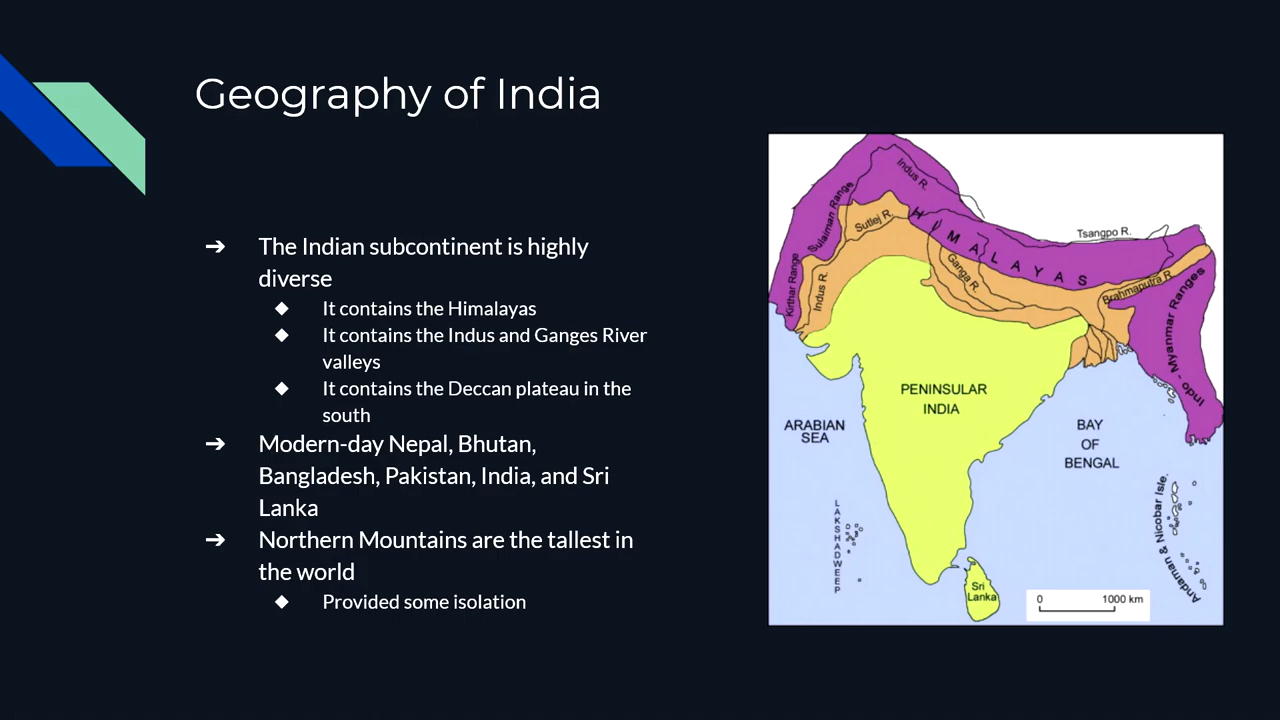 Geography of India
➔ The Indian subcontinent is highly
diverse
◆ It contains the Himalayas
◆ It contains the Indus and Ganges River
valleys
◆ It contains the Deccan plateau in the
south
➔ Modern-day Nepal, Bhutan,
Bangladesh, Pakistan, India, and Sri
Lanka
➔ Northern Mountains are the tallest in
the world
◆ Provided some isolation
Indus R.
Sulaiman Range
Sutlej R.
HIMALAYAS
Tsangpo R.
Kirthar Range
Indus R.
Ganga R.
Brahmaputra R.
Indo - Myanmar Ranges
PENINSULAR
INDIA
ARABIAN
SEA
BAY
OF
BENGAL
LAKSHADWEEP
Andaman & Nicobar Isle.
Sri
Lanka
0 1000 km